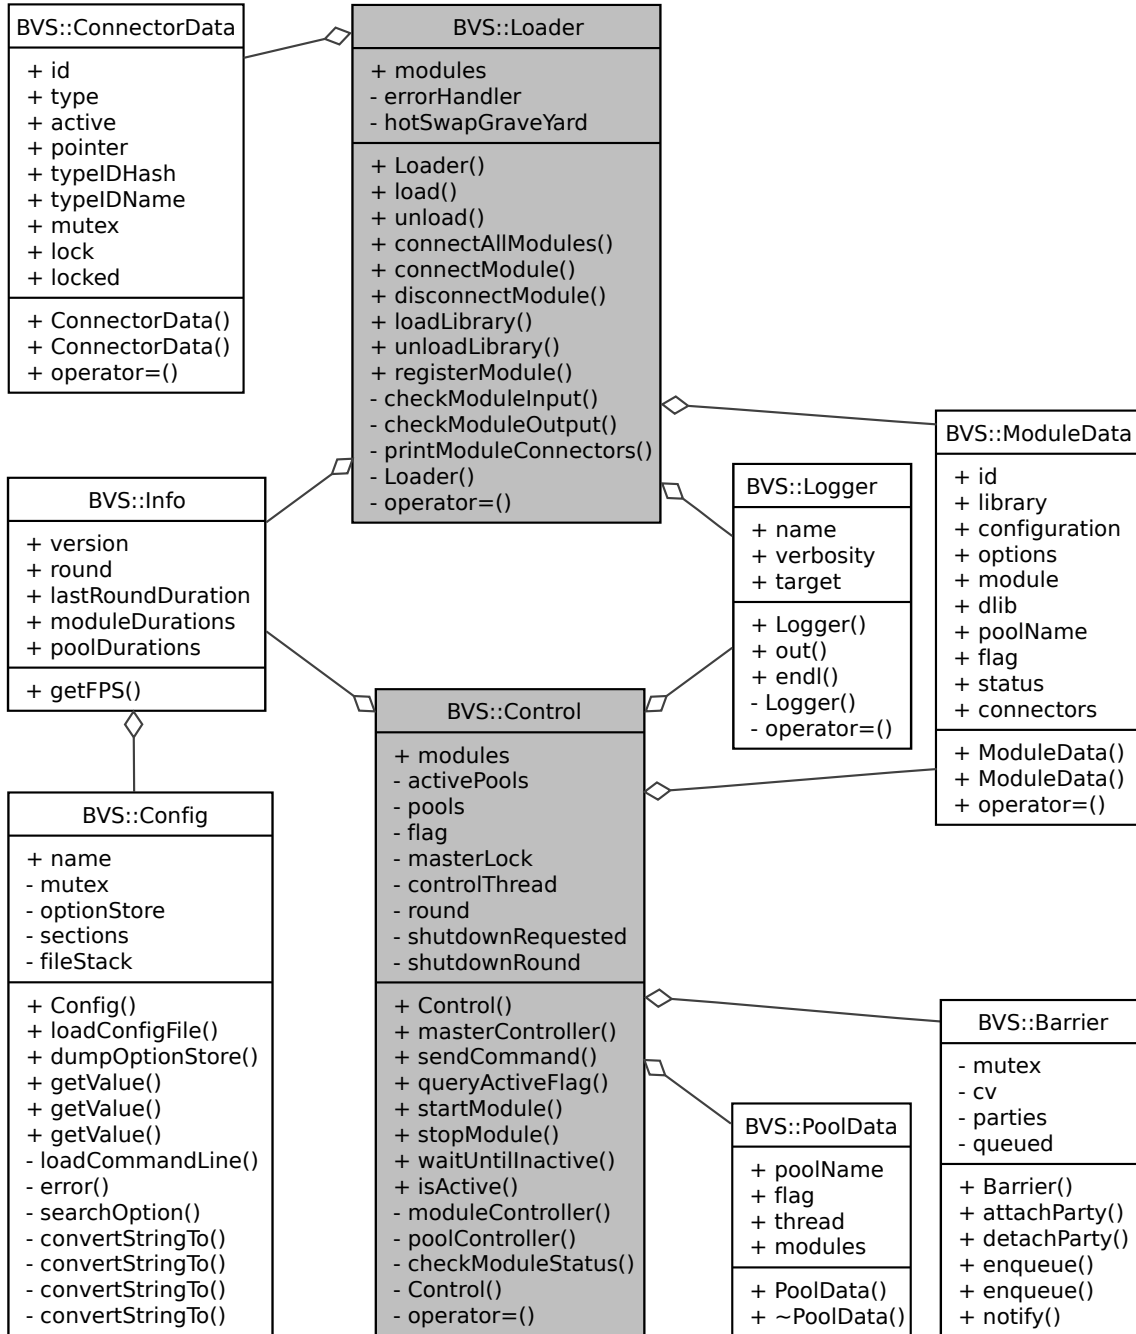 BVS::ConnectorData
+ id
+ type
+ active
+ pointer
+ typeIDHash
+ typeIDName
+ mutex
+ lock
+ locked
+ ConnectorData()
+ ConnectorData()
+ operator=()
BVS::Loader
+ modules
- errorHandler
- hotSwapGraveYard
+ Loader()
+ load()
+ unload()
+ connectAllModules()
+ connectModule()
+ disconnectModule()
+ loadLibrary()
+ unloadLibrary()
+ registerModule()
- checkModuleInput()
- checkModuleOutput()
- printModuleConnectors()
- Loader()
- operator=()
BVS::ModuleData
+ id
+ library
+ configuration
+ options
+ module
+ dlib
+ poolName
+ flag
+ status
+ connectors
+ ModuleData()
+ ModuleData()
+ operator=()
BVS::Logger
+ name
+ verbosity
+ target
+ Logger()
+ out()
+ endl()
- Logger()
- operator=()
BVS::Info
+ version
+ round
+ lastRoundDuration
+ moduleDurations
+ poolDurations
+ getFPS()
BVS::Config
+ name
- mutex
- optionStore
- sections
- fileStack
+ Config()
+ loadConfigFile()
+ dumpOptionStore()
+ getValue()
+ getValue()
+ getValue()
- loadCommandLine()
- error()
- searchOption()
- convertStringTo()
- convertStringTo()
- convertStringTo()
- convertStringTo()
BVS::Control
+ modules
- activePools
- pools
- flag
- masterLock
- controlThread
- round
- shutdownRequested
- shutdownRound
+ Control()
+ masterController()
+ sendCommand()
+ queryActiveFlag()
+ startModule()
+ stopModule()
+ waitUntilInactive()
+ isActive()
- moduleController()
- poolController()
- checkModuleStatus()
- Control()
- operator=()
BVS::PoolData
+ poolName
+ flag
+ thread
+ modules
+ PoolData()
+ ~PoolData()
BVS::Barrier
- mutex
- cv
- parties
- queued
+ Barrier()
+ attachParty()
+ detachParty()
+ enqueue()
+ enqueue()
+ notify()